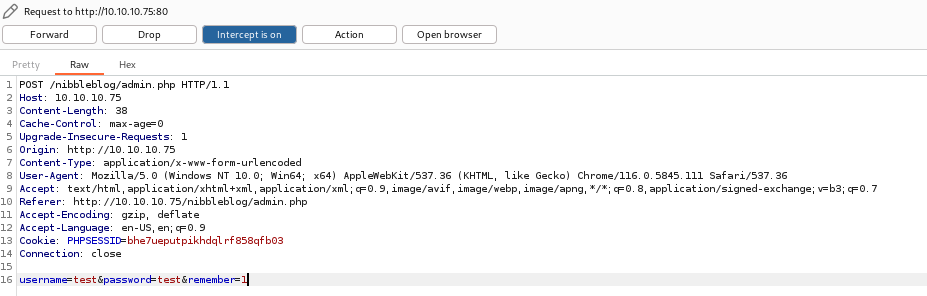 Request to http://10.10.10.75:80
Forward Drop Intercept is on Action Open browser
Pretty Raw Hex
1 POST /nibbleblog/admin.php HTTP/1.1
2 Host: 10.10.10.75
3 Content-Length: 38
4 Cache-Control: max-age=0
5 Upgrade-Insecure-Requests: 1
6 Origin: http://10.10.10.75
7 Content-Type: application/x-www-form-urlencoded
8 User-Agent: Mozilla/5.0 (Windows NT 10.0; Win64; x64) AppleWebKit/537.36 (KHTML, like Gecko) Chrome/116.0.5845.111 Safari/537.36
9 Accept: text/html,application/xhtml+xml,application/xml;q=0.9,image/avif,image/webp,image/apng,*/*;q=0.8,application/signed-exchange;v=b3;q=0.7
10 Referer: http://10.10.10.75/nibbleblog/admin.php
11 Accept-Encoding: gzip, deflate
12 Accept-Language: en-US,en;q=0.9
13 Cookie: PHPSESSID=bhe7ueputpikhdqlrf858qfb03
14 Connection: close
15
16 username=test&password=test&remember=1